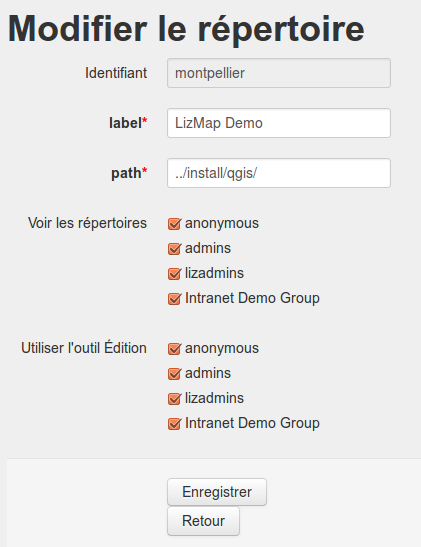 Modifier le répertoire
Identifiant montpellier
label* LizMap Demo
path* ../install/qgis/
Voir les répertoires anonymous
admins
lizadmins
Intranet Demo Group
Utiliser l'outil Édition anonymous
admins
lizadmins
Intranet Demo Group
Enregistrer
Retour